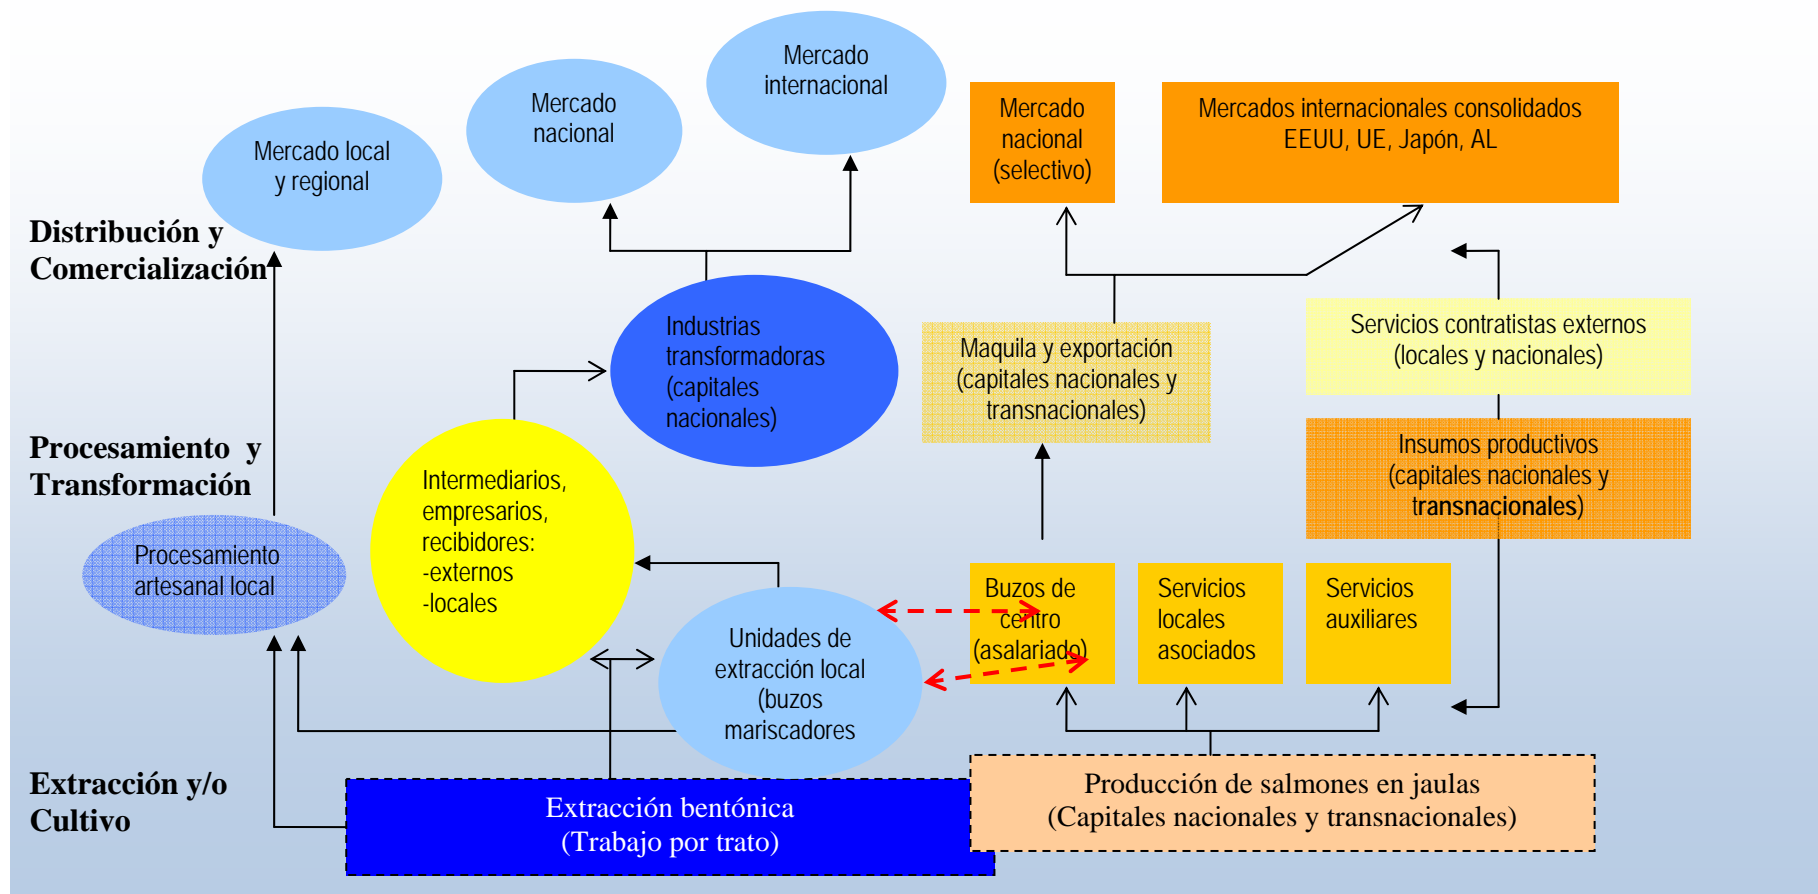 Mercado
internacional
Mercado
nacional
Mercado local
y regional
Mercado
nacional
(selectivo)
Mercados internacionales consolidados
EEUU, UE, Japón, AL
Distribución y
Comercialización
Industrias
transformadoras
(capitales
nacionales)
Maquila y exportación
(capitales nacionales y
transnacionales)
Servicios contratistas externos
(locales y nacionales)
Procesamiento y
Transformación
Intermediarios,
empresarios,
recibidores:
-externos
-locales
Insumos productivos
(capitales nacionales y
transnacionales)
Procesamiento
artesanal local
Unidades de
extracción local
(buzos
mariscadores
Buzos de
centro
(asalariado)
Servicios
locales
asociados
Servicios
auxiliares
Extracción y/o
Cultivo
Extracción bentónica
(Trabajo por trato)
Producción de salmones en jaulas
(Capitales nacionales y transnacionales)